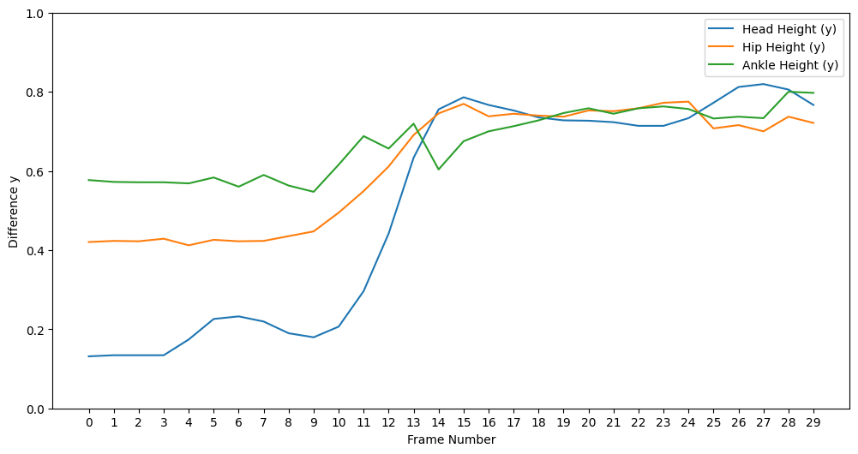 1.0
0.8
0.6
0.4
0.2
0.0
Difference y
Head Height (y)
Hip Height (y)
Ankle Height (y)
0 1 2 3 4 5 6 7 8 9 10 11 12 13 14 15 16 17 18 19 20 21 22 23 24 25 26 27 28 29
Frame Number